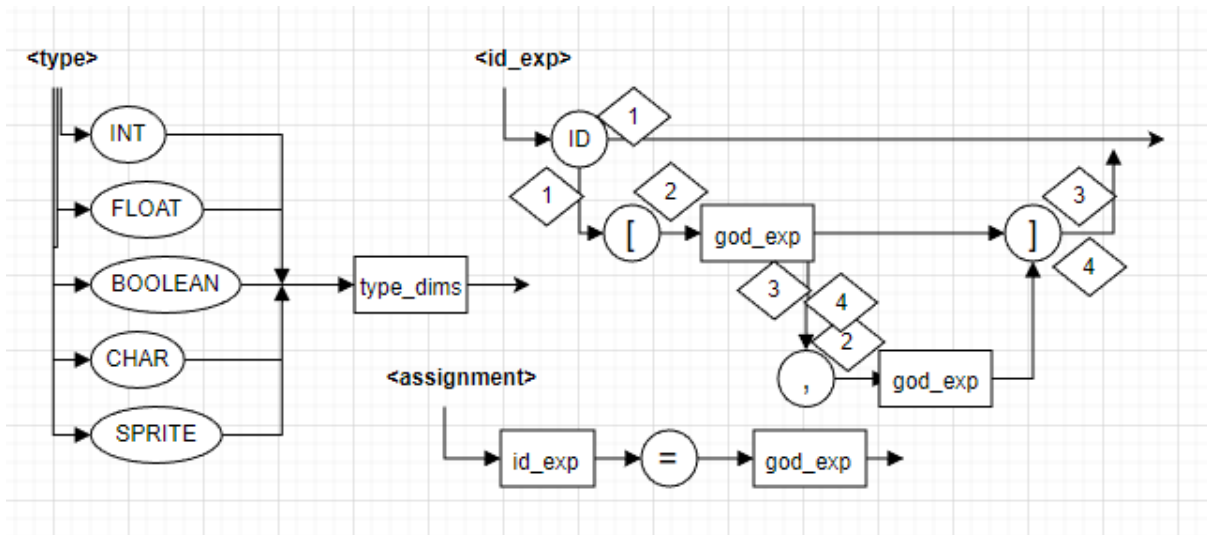 <type>
INT
FLOAT
BOOLEAN
CHAR
SPRITE
type_dims
<id_exp>
ID
1
1
[
2
god_exp
3
4
2
,
god_exp
]
3
4
<assignment>
id_exp
=
god_exp